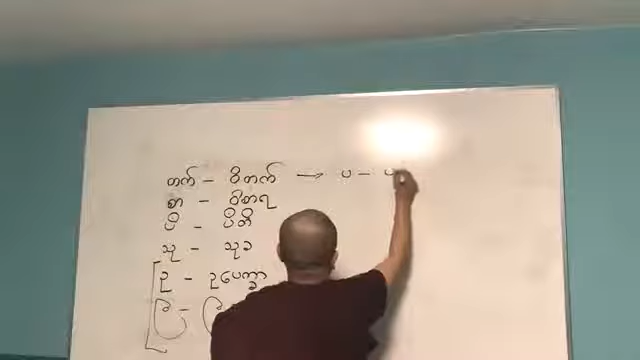 တက် – ဝိတက် → ပ –
စာ – ဝိစာရ
ပိ – ပီတိ
သု – သုခ
ဥ – ဥပေက္ခာ